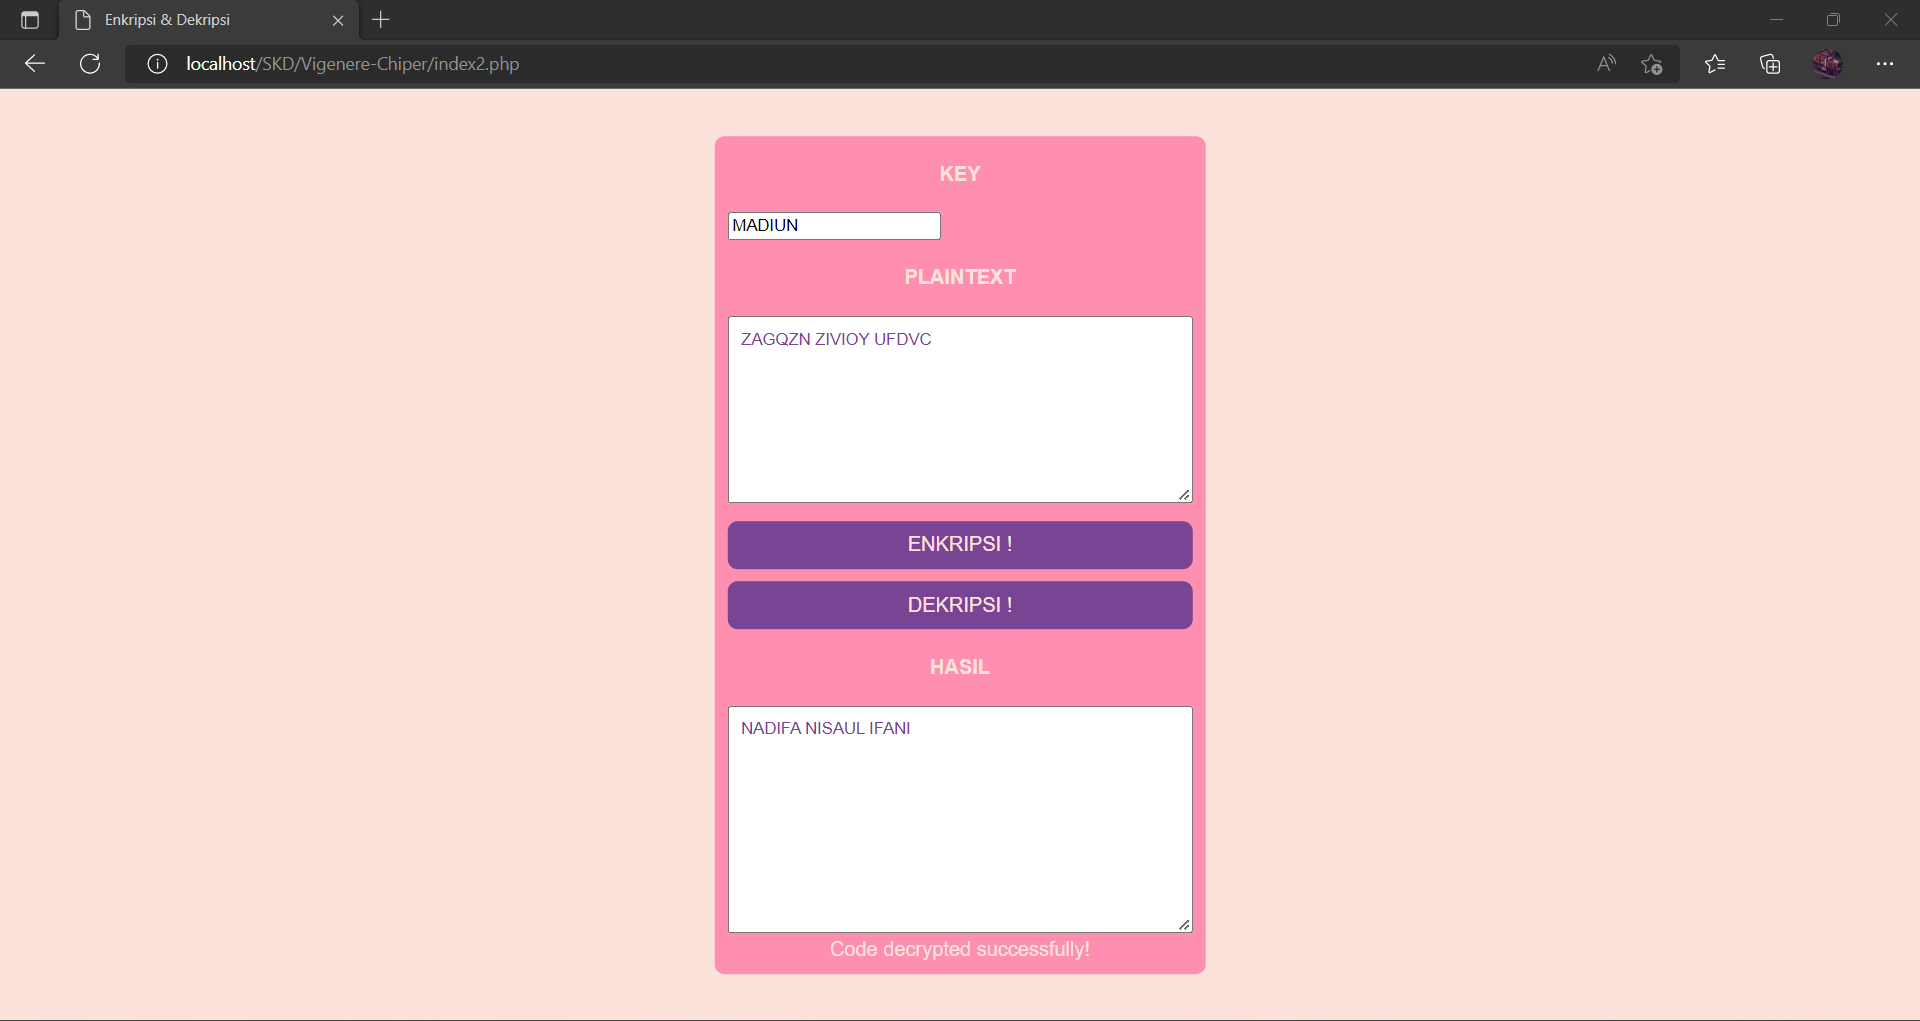 Enkripsi & Dekripsi
localhost/SKD/Vigenere-Chiper/index2.php
KEY
MADIUN
PLAINTEXT
ZAGQZN ZIVIOY UFDVC
ENKRIPSI !
DEKRIPSI !
HASIL
NADIFA NISAUL IFANI
Code decrypted successfully!